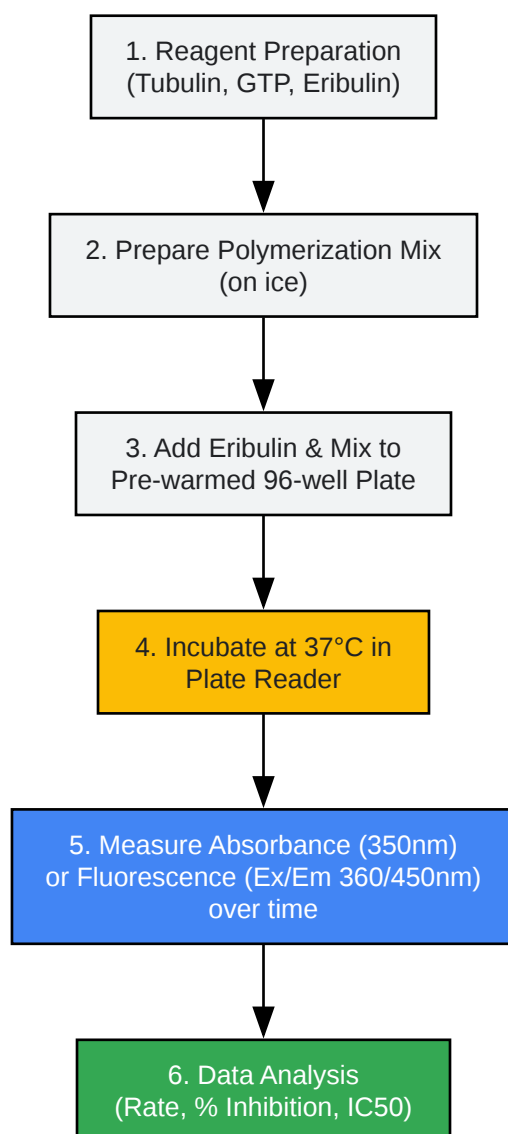 1. Reagent Preparation
(Tubulin, GTP, Eribulin)
2. Prepare Polymerization Mix
(on ice)
3. Add Eribulin & Mix to
Pre-warmed 96-well Plate
4. Incubate at 37°C in
Plate Reader
5. Measure Absorbance (350nm)
or Fluorescence (Ex/Em 360/450nm)
over time
6. Data Analysis
(Rate, % Inhibition, IC50)